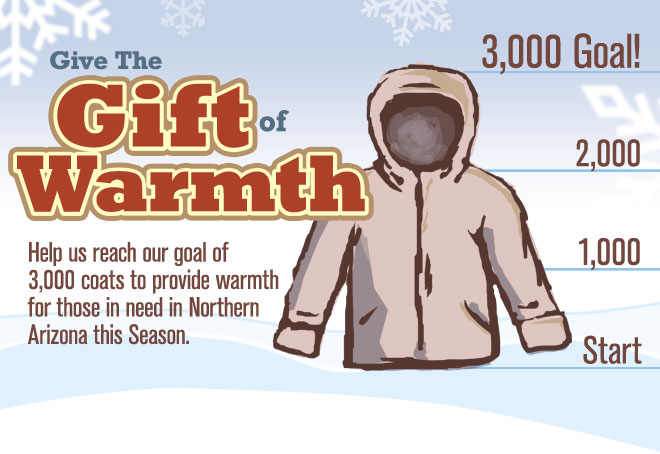 Give The
Gift of
Warmth
Help us reach our goal of
3,000 coats to provide warmth
for those in need in Northern
Arizona this Season.
3,000 Goal!
2,000
1,000
Start